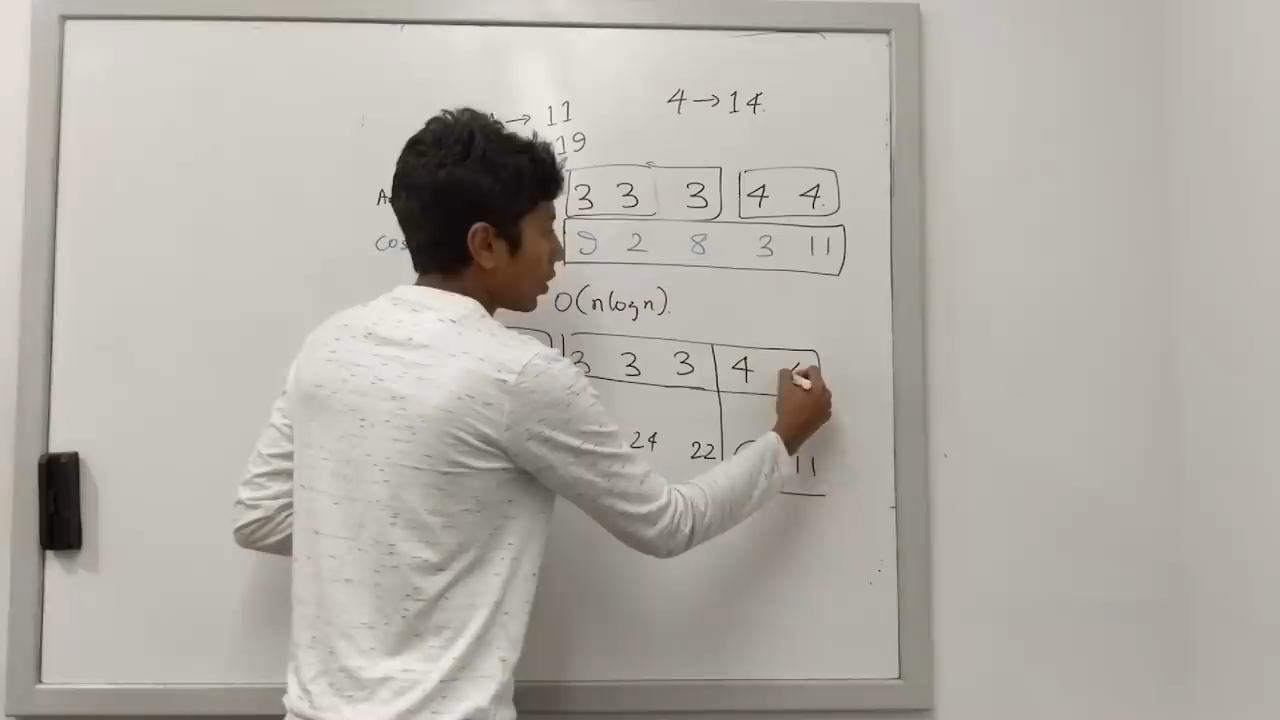 → 11 4 → 14.
19
3 3 3 4 4.
Cos 9 2 8 3 11
O(nlogn).
3 3 3 4
24 22 11